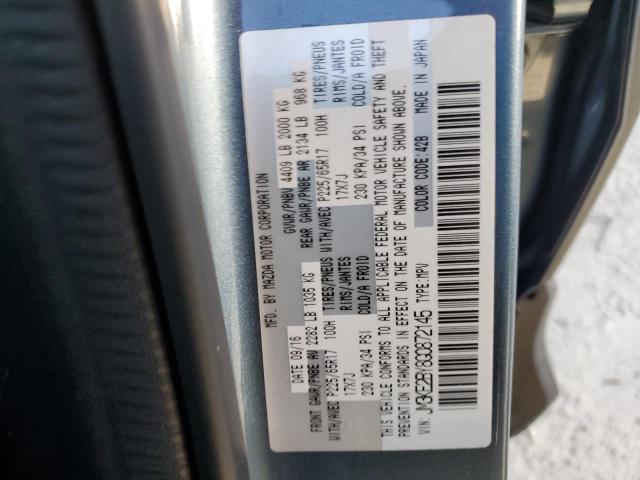 MFD. BY MAZDA MOTOR CORPORATION
DATE 09/16 GVWR/PNBV 4409 LB 2000 KG
FRONT GAWR/PNBE AV 2282 LB 1035 KG REAR GAWR/PNBE AR 2134 LB 968 KG
WITH/AVEC P225/65R17 100H TIRES/PNEUS WITH/AVEC P225/65R17 100H TIRES/PNEUS
17X7J RIMS/JANTES 17X7J RIMS/JANTES
230 KPA/34 PSI COLD/A FROID 230 KPA/34 PSI COLD/A FROID
THIS VEHICLE CONFORMS TO ALL APPLICABLE FEDERAL MOTOR VEHICLE SAFETY AND THEFT
STANDARDS IN EFFECT ON THE DATE OF MANUFACTURE SHOWN ABOVE.
VIN: TYPE: MPV COLOR CODE: 42B MADE IN JAPAN